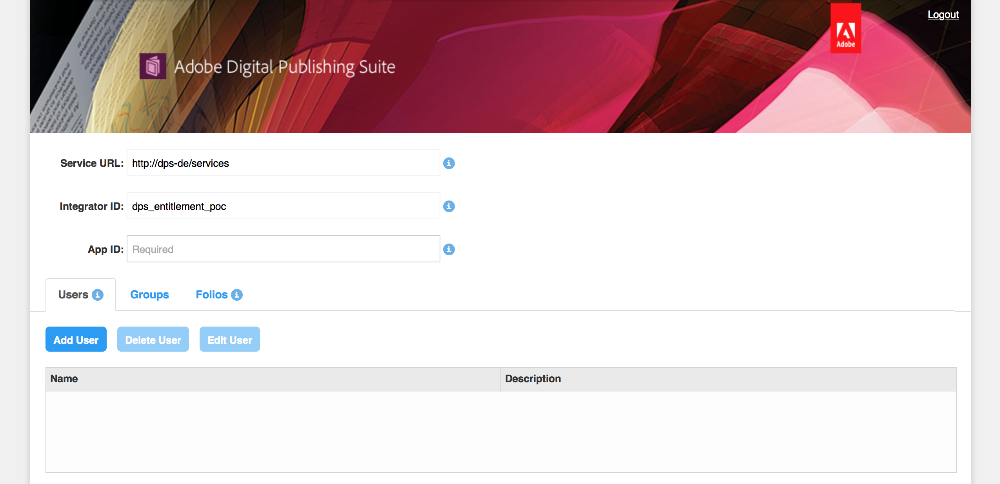 Logout
Adobe
Adobe Digital Publishing Suite
Service URL: http://dps-de/services
Integrator ID: dps_entitlement_poc
App ID: Required
Users Groups Folios
Add User Delete User Edit User
Name Description